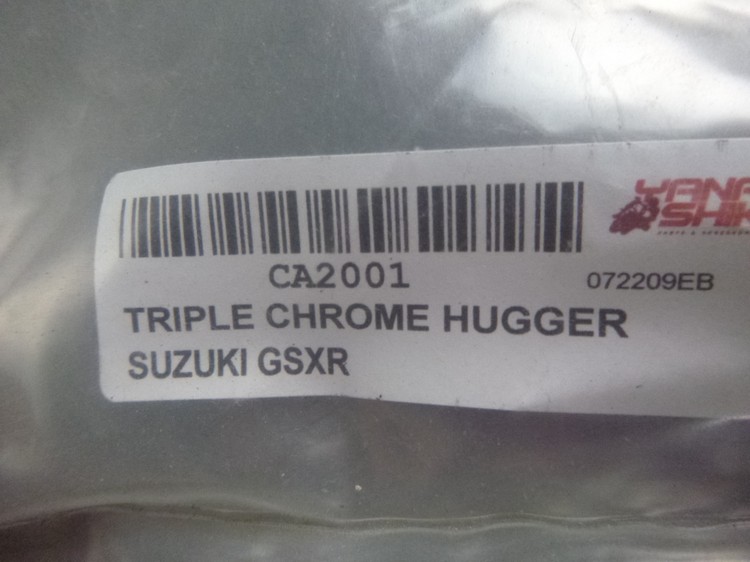 CA2001
072209EB
TRIPLE CHROME HUGGER
SUZUKI GSXR